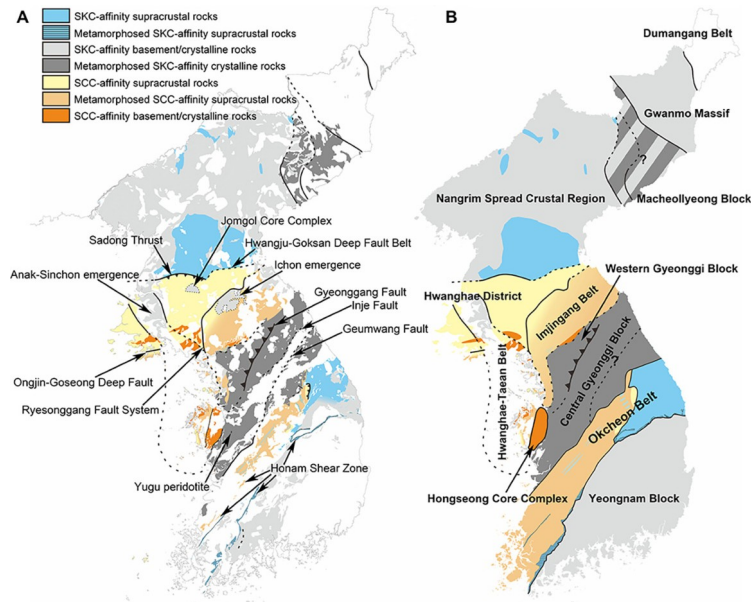 A
SKC-affinity supracrustal rocks
Metamorphosed SKC-affinity supracrustal rocks
SKC-affinity basement/crystalline rocks
Metamorphosed SKC-affinity crystalline rocks
SCC-affinity supracrustal rocks
Metamorphosed SCC-affinity supracrustal rocks
SCC-affinity basement/crystalline rocks
Jomgol Core Complex
Sadong Thrust
Hwangju-Goksan Deep Fault Belt
Anak-Sinchon emergence
Ichon emergence
Gyeonggang Fault
Inje Fault
Geumwang Fault
?
Ongjin-Goseong Deep Fault
Ryesonggang Fault System
Yugu peridotite
Honam Shear Zone
B
Dumangang Belt
Gwanmo Massif
?
Nangrim Spread Crustal Region
Macheollyeong Block
Western Gyeonggi Block
Hwanghae District
Imjingang Belt
Hwanghae-Taean Belt
Central Gyeonggi Block
?
Okcheon Belt
Hongseong Core Complex
Yeongnam Block